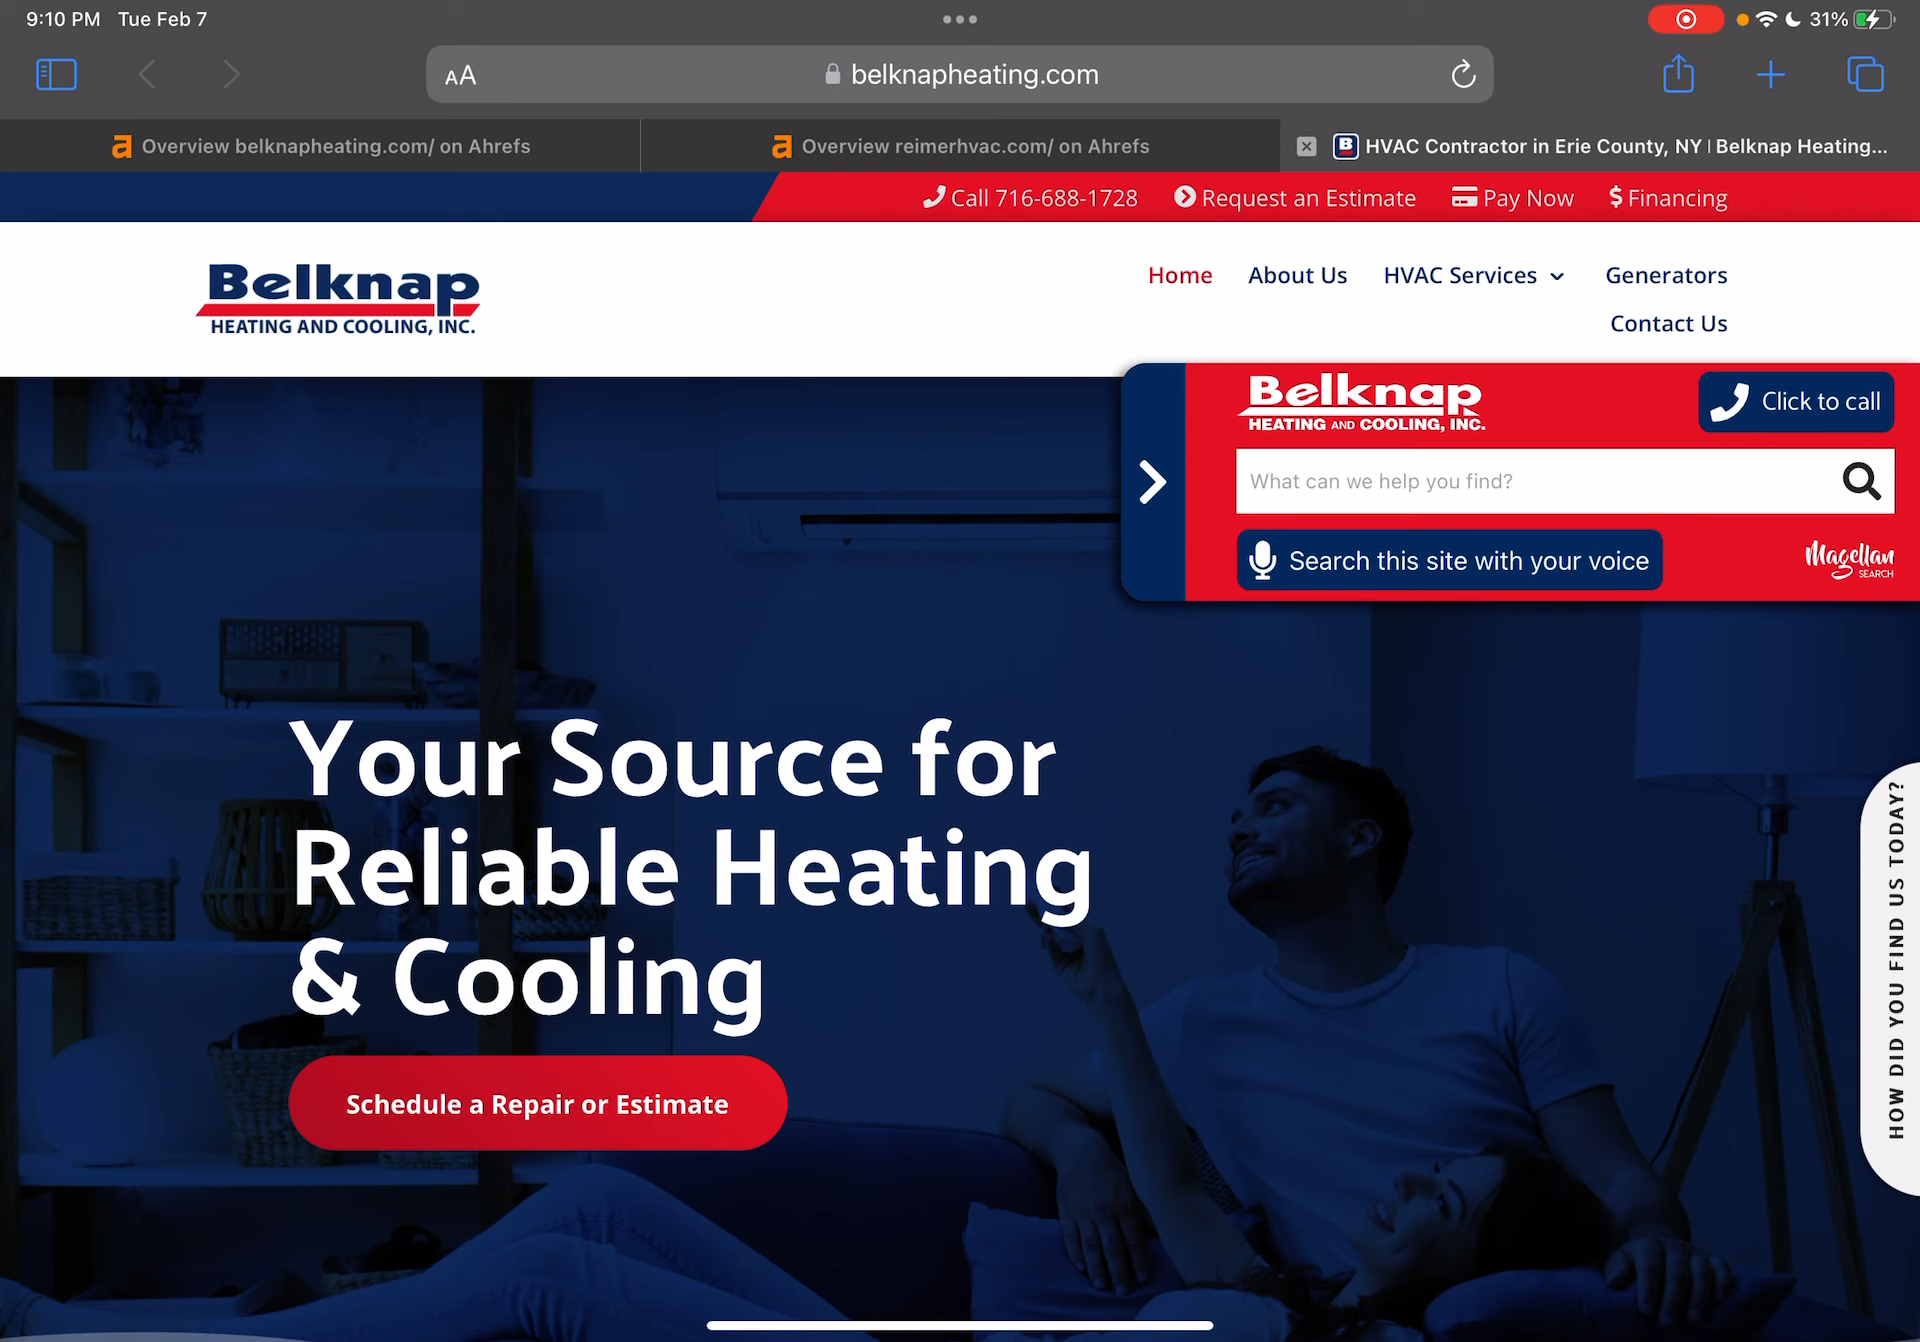 9:10 PM Tue Feb 7
31%
AA
belknapheating.com
Overview belknapheating.com/ on Ahrefs
Overview reimerhvac.com/ on Ahrefs
HVAC Contractor in Erie County, NY | Belknap Heating...
Call 716-688-1728
Request an Estimate
Pay Now
$ Financing
Belknap
HEATING AND COOLING, INC.
Home
About Us
HVAC Services
Generators
Contact Us
Belknap
HEATING AND COOLING, INC.
Click to call
What can we help you find?
Search this site with your voice
Magellan
SEARCH
Your Source for
Reliable Heating
& Cooling
Schedule a Repair or Estimate
HOW DID YOU FIND US TODAY?